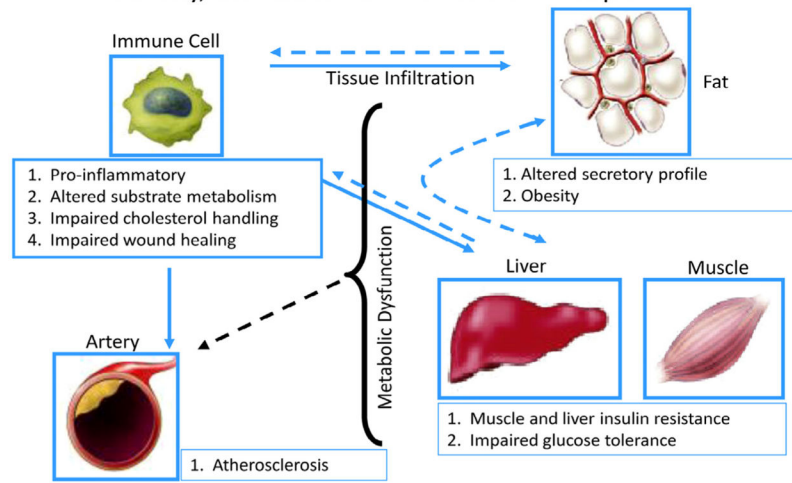 Immune Cell
Tissue Infiltration
Fat
1. Pro-inflammatory
2. Altered substrate metabolism
3. Impaired cholesterol handling
4. Impaired wound healing
1. Altered secretory profile
2. Obesity
Metabolic Dysfunction
Liver
Muscle
Artery
1. Muscle and liver insulin resistance
2. Impaired glucose tolerance
1. Atherosclerosis